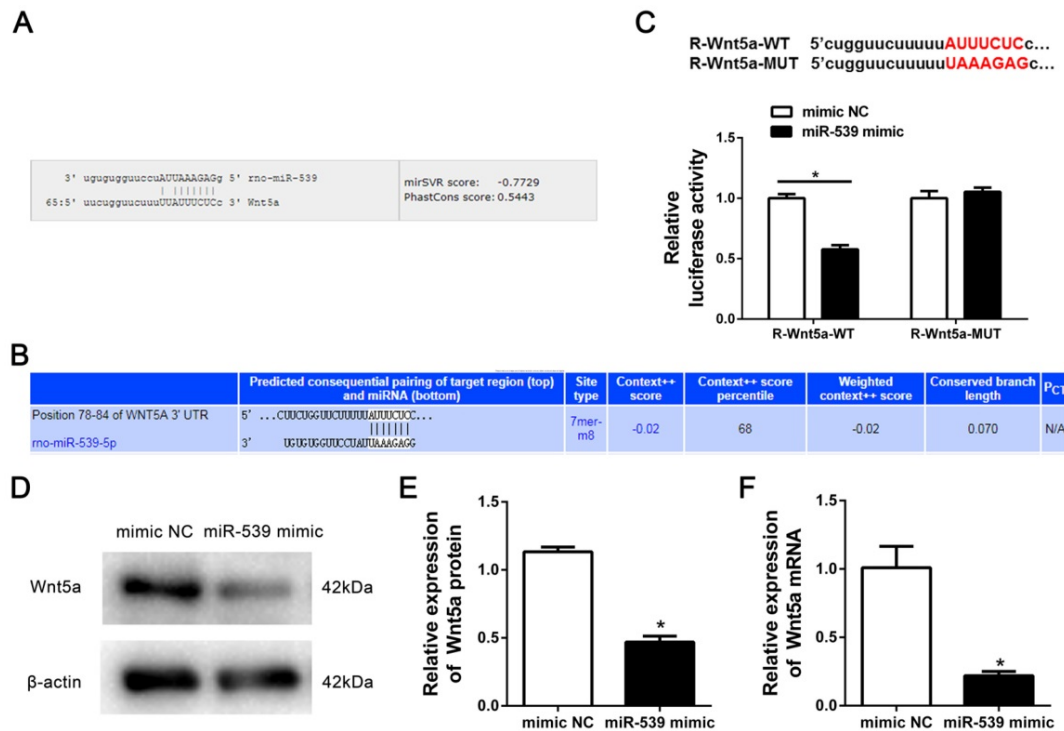 A
3' ugugugguuccuAUUAAAGAGg 5' rno-miR-539
65:5' uucugguucuuuUUAUUUCUCc 3' Wnt5a
mirSVR score: -0.7729
PhastCons score: 0.5443
B
Predicted consequential pairing of target region (top) and miRNA (bottom)
Site type
Context++ score
Context++ score percentile
Weighted context++ score
Conserved branch length
PCT
Position 78-84 of WNT5A 3' UTR
5' ...CUUCUGGUUCUUUUUAUUUCUCC...
rno-miR-539-5p
3' UGUGUGGUUCCUAUUAAAGAGG
7mer-m8
-0.02
68
-0.02
0.070
N/A
C
R-Wnt5a-WT 5'cugguucuuuuuAUUUCUCc...
R-Wnt5a-MUT 5'cugguucuuuuuUAAAGAGc...
mimic NC
miR-539 mimic
Relative luciferase activity
1.5
1.0
0.5
0.0
*
R-Wnt5a-WT
R-Wnt5a-MUT
D
mimic NC miR-539 mimic
Wnt5a 42kDa
β-actin 42kDa
E
Relative expression of Wnt5a protein
1.5
1.0
0.5
0.0
*
mimic NC miR-539 mimic
F
Relative expression of Wnt5a mRNA
1.5
1.0
0.5
0.0
*
mimic NC miR-539 mimic